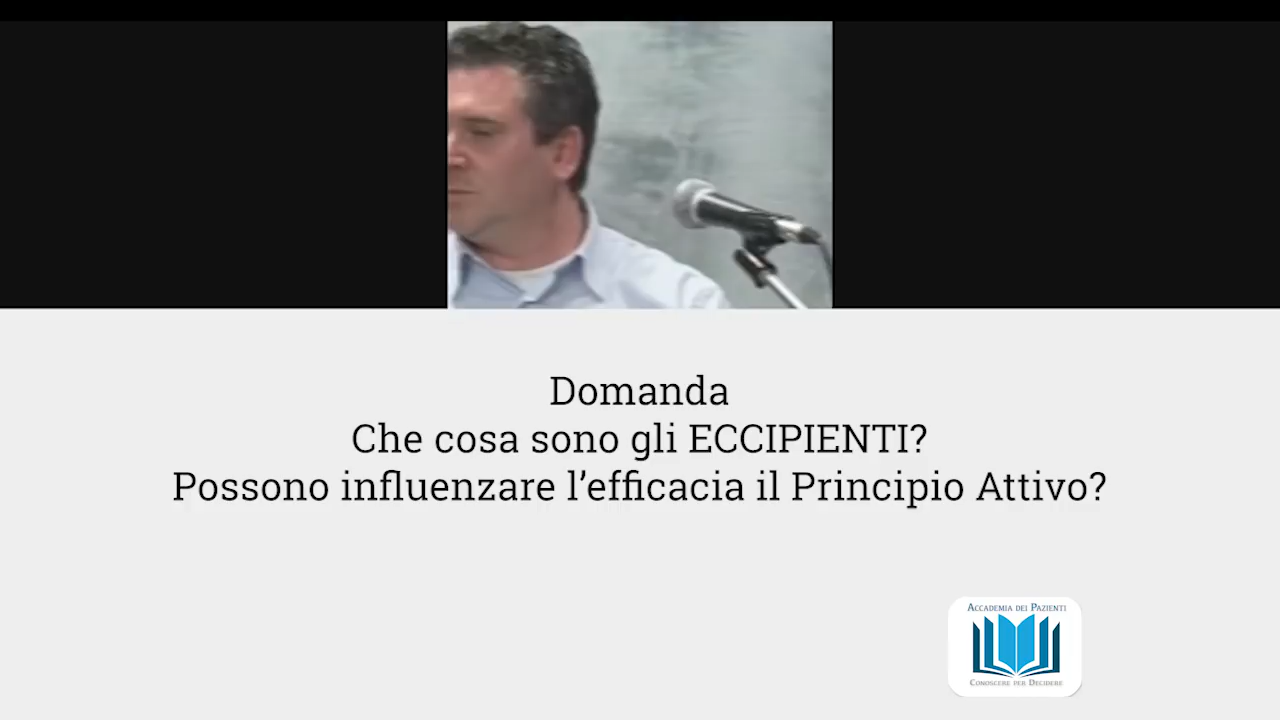 Domanda
Che cosa sono gli ECCIPIENTI?
Possono influenzare l’efficacia il Principio Attivo?
Accademia dei Pazienti
Conoscere per Decidere